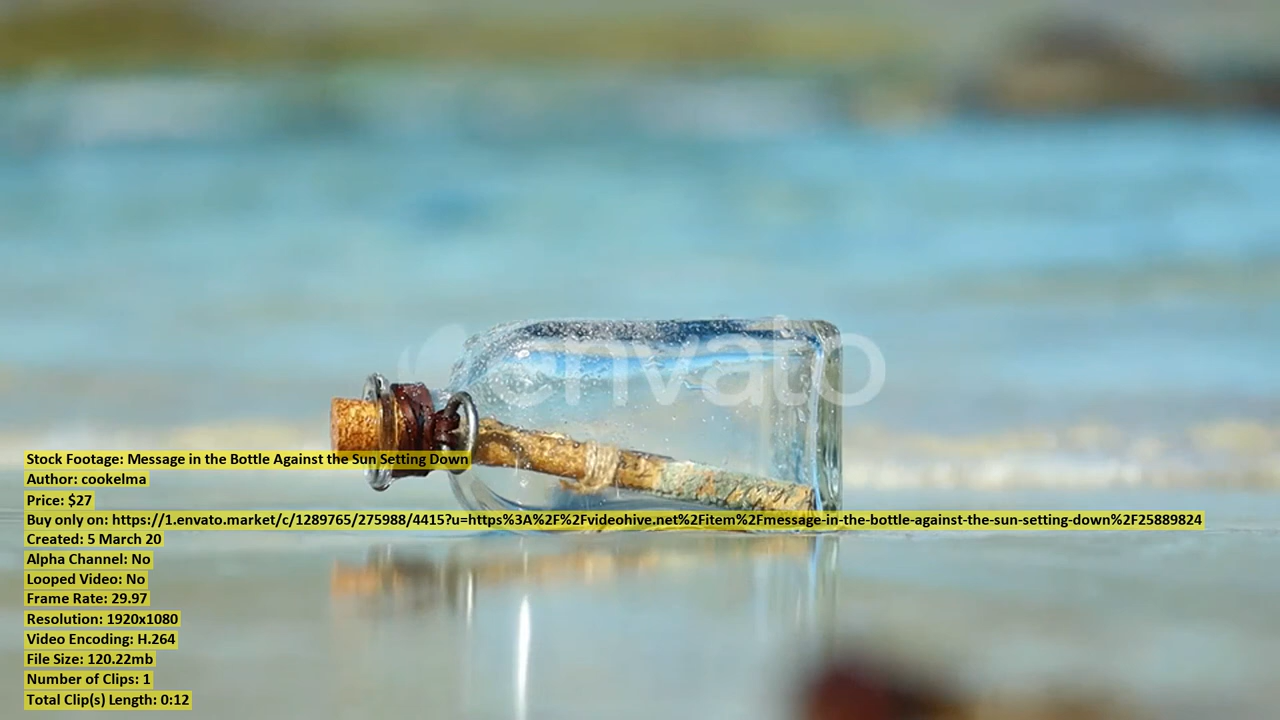 envato
Stock Footage: Message in the Bottle Against the Sun Setting Down
Author: cookelma
Price: $27
Buy only on: https://1.envato.market/c/1289765/275988/4415?u=https%3A%2F%2Fvideohive.net%2Fitem%2Fmessage-in-the-bottle-against-the-sun-setting-down%2F25889824
Created: 5 March 20
Alpha Channel: No
Looped Video: No
Frame Rate: 29.97
Resolution: 1920x1080
Video Encoding: H.264
File Size: 120.22mb
Number of Clips: 1
Total Clip(s) Length: 0:12